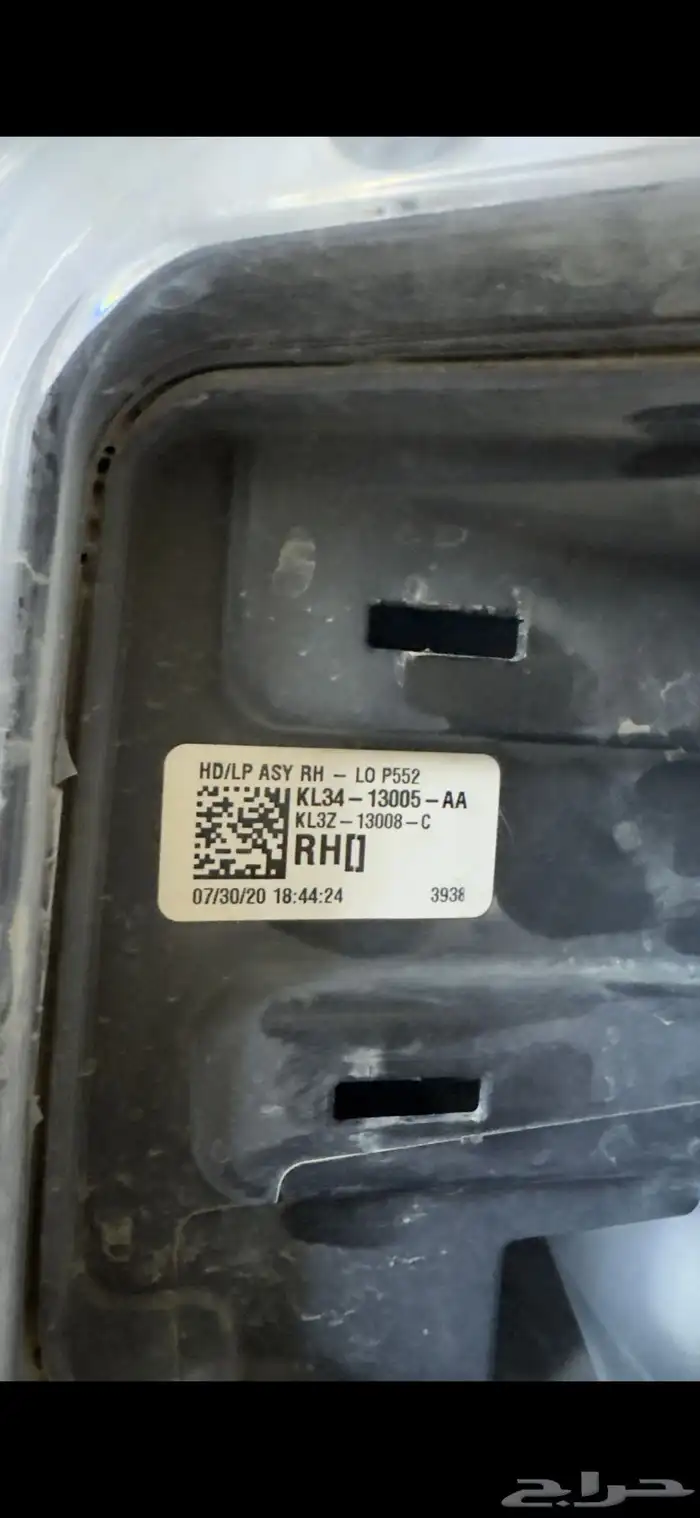 HD/LP ASY RH - LO P552
KL34-13005-AA
KL3Z-13008-C
RH[]
07/30/20 18:44:24 3938
حراج